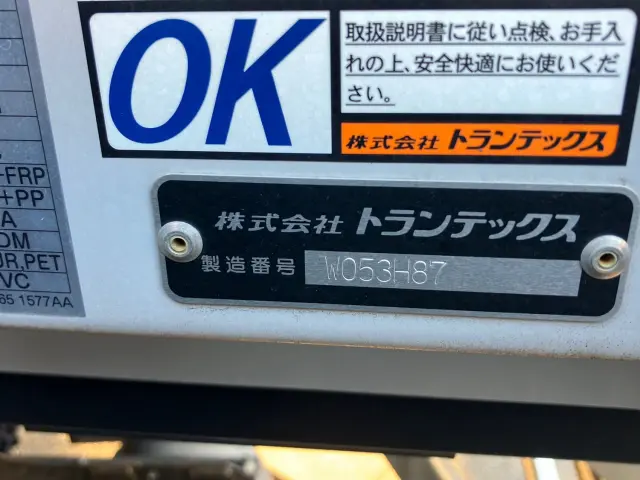 OK
取扱説明書に従い点検、お手入
れの上、安全快適にお使いくだ
さい。
株式会社 トランテックス
+FRP
+PP
A
OM
UR,PET
VC
65 1577AA
株式会社 トランテックス
製造番号 W053H87